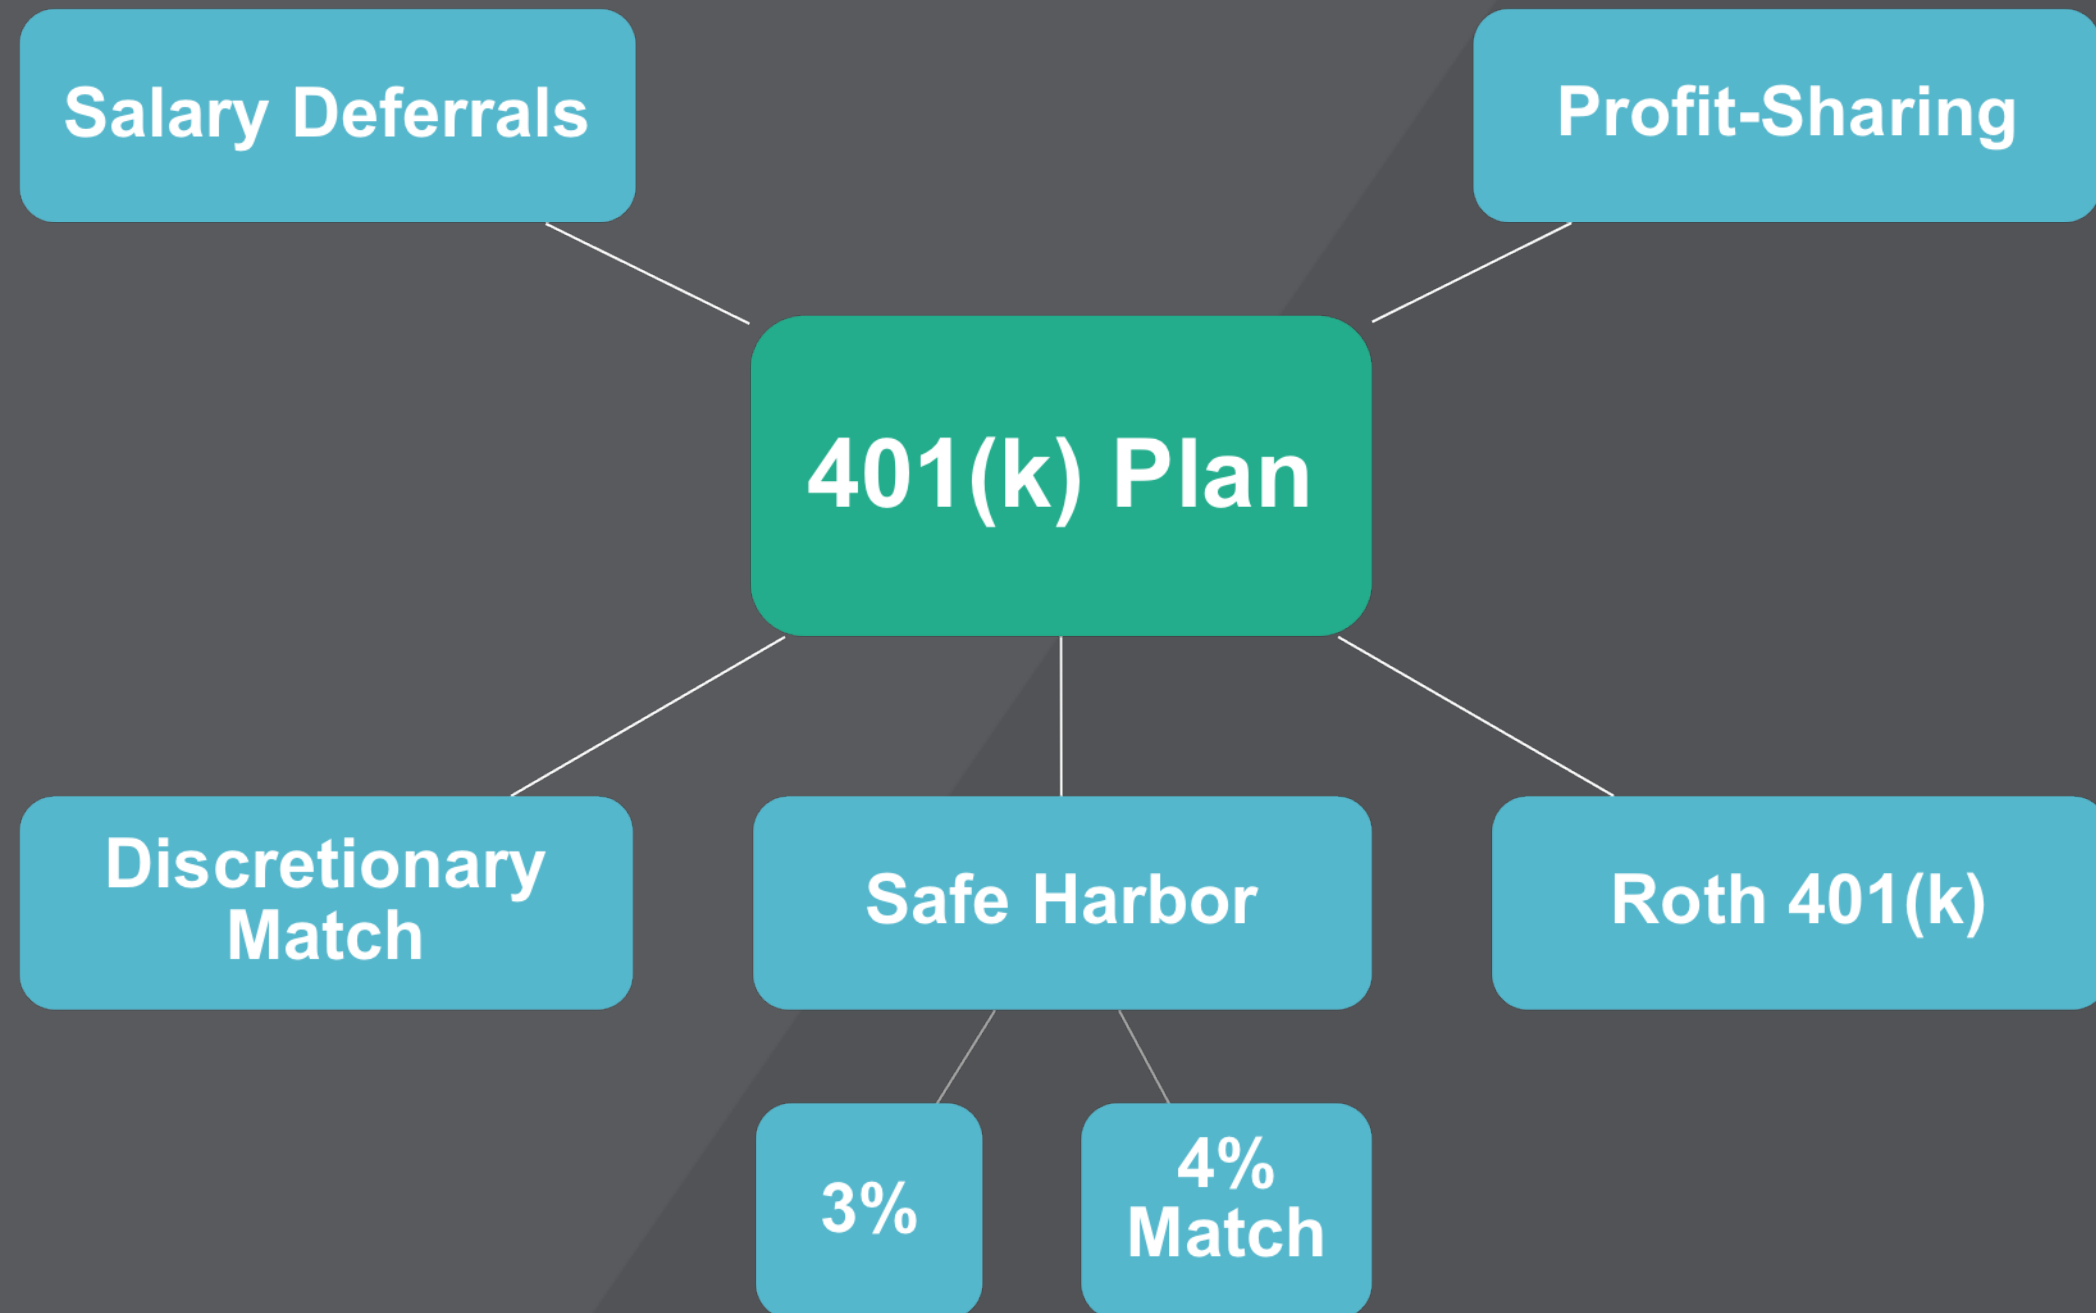 Salary Deferrals
Profit-Sharing
401(k) Plan
Discretionary
Match
Safe Harbor
Roth 401(k)
3%
4%
Match